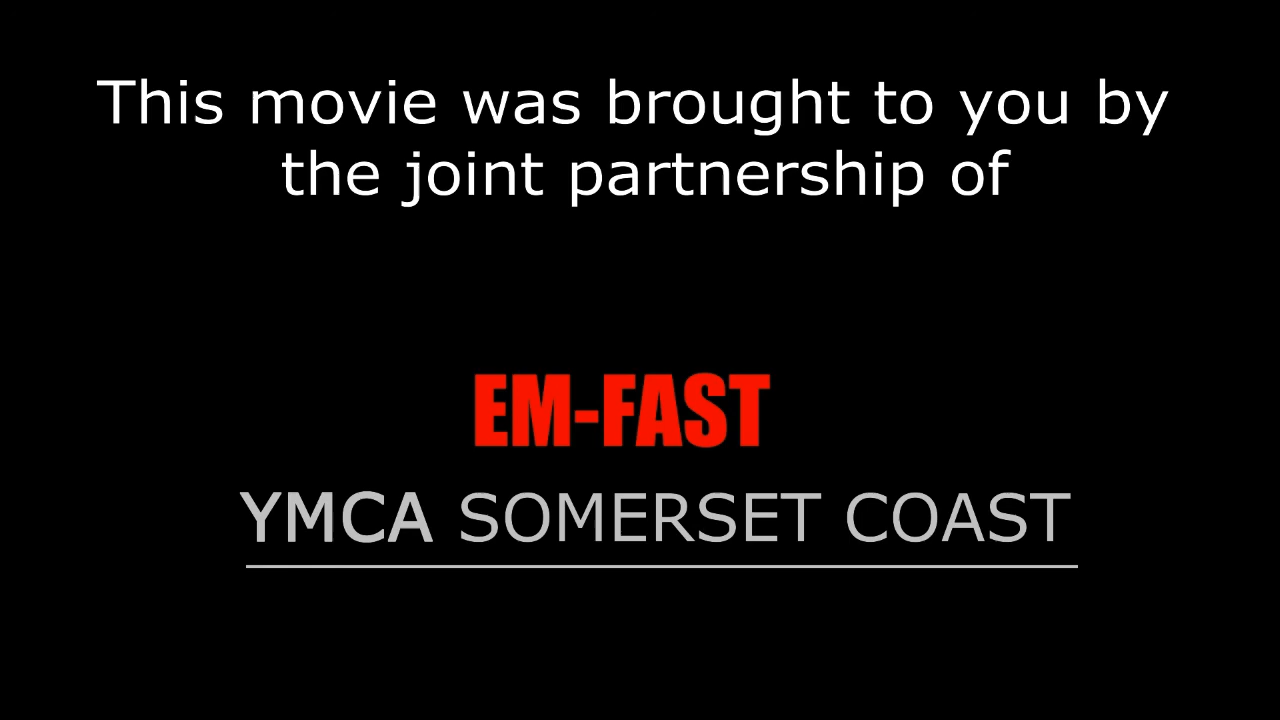 This movie was brought to you by
the joint partnership of
EM-FAST
YMCA SOMERSET COAST